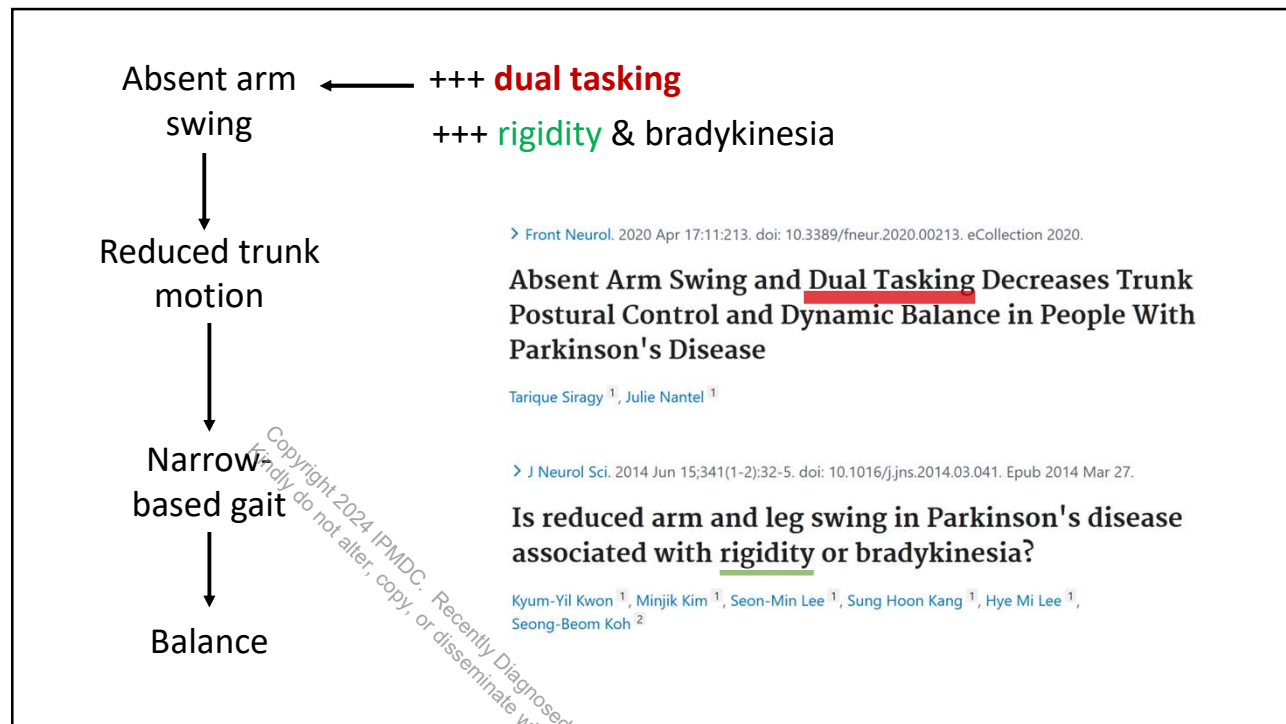 Absent arm
swing
+++ dual tasking
+++ rigidity & bradykinesia
Reduced trunk
motion
Narrow-
based gait
Balance
> Front Neurol. 2020 Apr 17:11:213. doi: 10.3389/fneur.2020.00213. eCollection 2020.
Absent Arm Swing and Dual Tasking Decreases Trunk
Postural Control and Dynamic Balance in People With
Parkinson's Disease
Tarique Siragy 1, Julie Nantel 1
> J Neurol Sci. 2014 Jun 15;341(1-2):32-5. doi: 10.1016/j.jns.2014.03.041. Epub 2014 Mar 27.
Is reduced arm and leg swing in Parkinson's disease
associated with rigidity or bradykinesia?
Kyum-Yil Kwon 1, Minjik Kim 1, Seon-Min Lee 1, Sung Hoon Kang 1, Hye Mi Lee 1,
Seong-Beom Koh 2
Copyright 2024 IPMDC. Recently Diagnosed
Kindly do not alter, copy, or disseminate